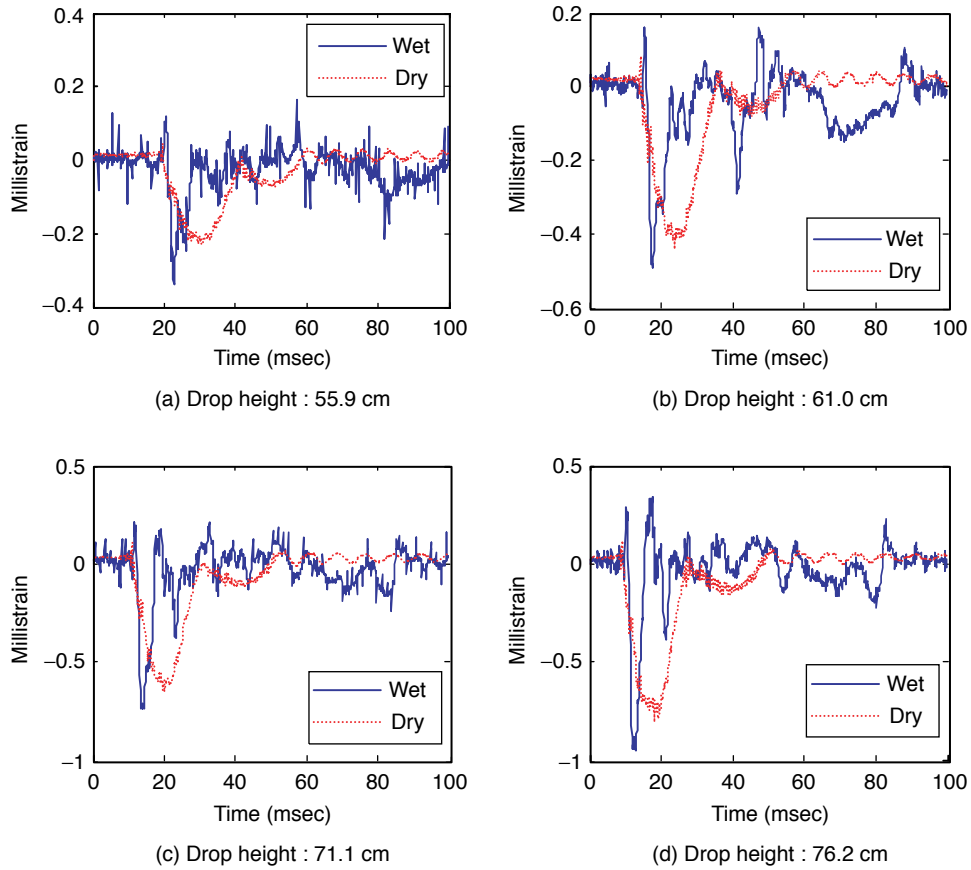 0.4
0.2
0
−0.2
−0.4
Millistrain
Wet
Dry
0 20 40 60 80 100
Time (msec)
(a) Drop height : 55.9 cm
0.2
0
−0.2
−0.4
−0.6
Millistrain
Wet
Dry
0 20 40 60 80 100
Time (msec)
(b) Drop height : 61.0 cm
0.5
0
−0.5
−1
Millistrain
Wet
Dry
0 20 40 60 80 100
Time (msec)
(c) Drop height : 71.1 cm
0.5
0
−0.5
−1
Millistrain
Wet
Dry
0 20 40 60 80 100
Time (msec)
(d) Drop height : 76.2 cm